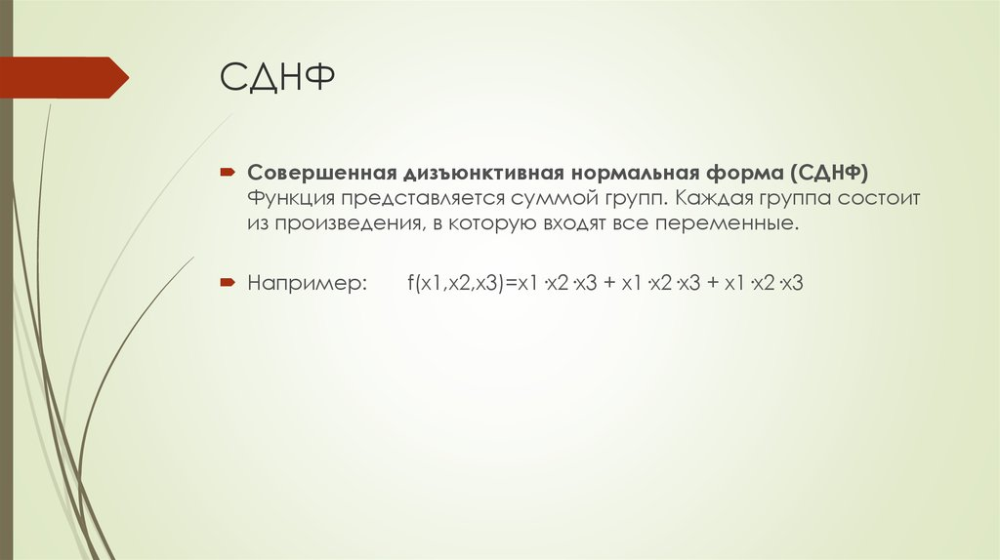 СДНФ
Совершенная дизъюнктивная нормальная форма (СДНФ)
Функция представляется суммой групп. Каждая группа состоит
из произведения, в которую входят все переменные.
Например: f(x1,x2,x3)=x1·x2·x3 + x1·x2·x3 + x1·x2·x3